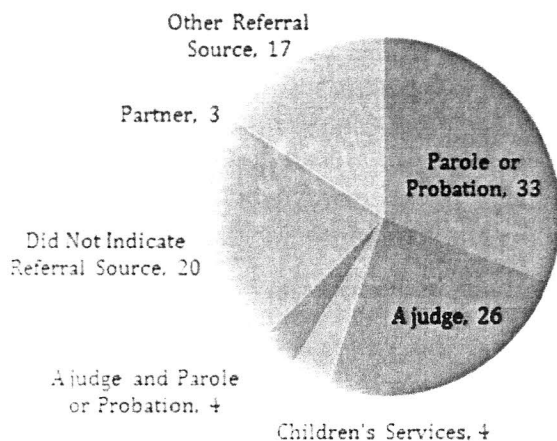 Other Referral
Source, 17
Partner, 3
Parole or
Probation, 33
Did Not Indicate
Referral Source, 20
A judge, 26
A judge and Parole
or Probation, 4
Children's Services, 4